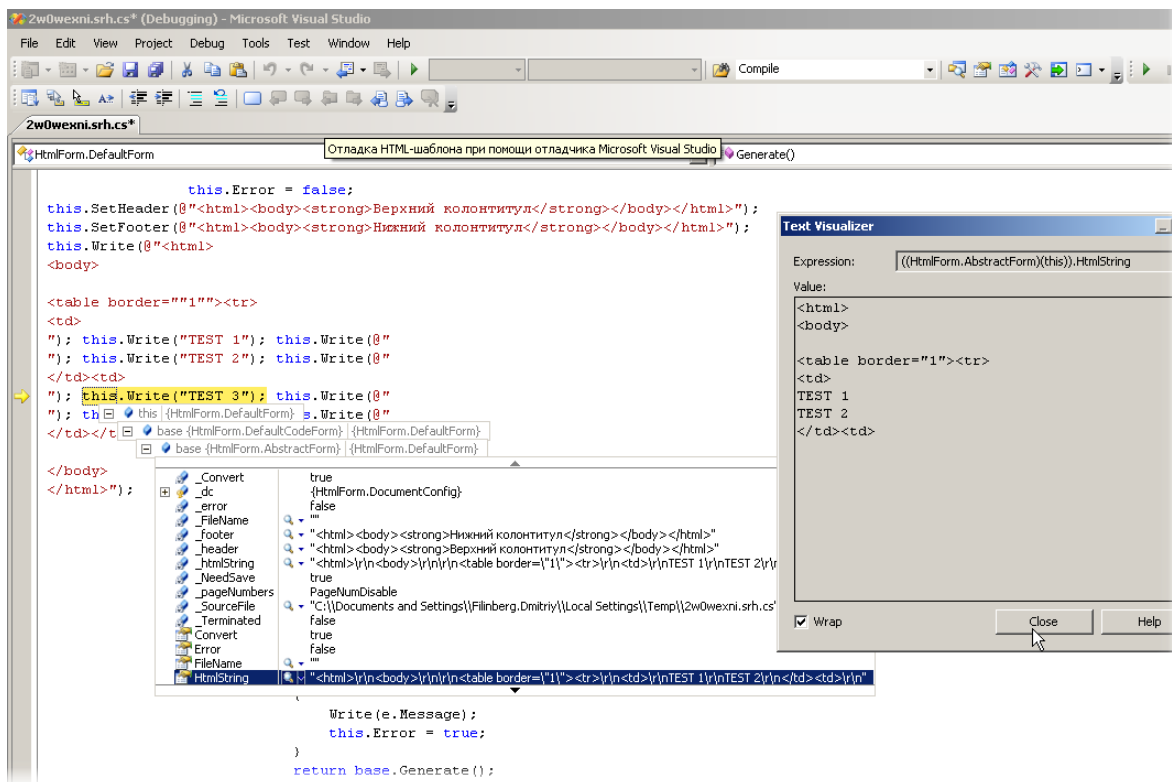 2w0wexni.srh.cs* (Debugging) - Microsoft Visual Studio
File Edit View Project Debug Tools Test Window Help
Compile
2w0wexni.srh.cs*
Отладка HTML-шаблона при помощи отладчика Microsoft Visual Studio
HtmlForm.DefaultForm Generate()
this.Error = false;
this.SetHeader(@"<html><body><strong>Верхний колонтитул</strong></body></html>");
this.SetFooter(@"<html><body><strong>Нижний колонтитул</strong></body></html>");
this.Write(@"<html>
<body>
<table border=""1""><tr>
<td>
"); this.Write("TEST 1"); this.Write(@"
"); this.Write("TEST 2"); this.Write(@"
</td><td>
"); this.Write("TEST 3"); this.Write(@"
"); th this {HtmlForm.DefaultForm} s.Write(@"
</td></t base {HtmlForm.DefaultCodeForm} {HtmlForm.DefaultForm}
base {HtmlForm.AbstractForm} {HtmlForm.DefaultForm}
</body>
</html>");
_Convert true
_dc {HtmlForm.DocumentConfig}
_error false
_FileName ""
_footer "<html><body><strong>Нижний колонтитул</strong></body></html>"
_header "<html><body><strong>Верхний колонтитул</strong></body></html>"
_htmlString "<html>\r\n<body>\r\n\r\n<table border=\"1\"><tr>\r\n<td>\r\nTEST 1\r\nTEST 2\r\
_NeedSave true
_pageNumbers PageNumDisable
_SourceFile "C:\\Documents and Settings\\Filinberg.Dmitriy\\Local Settings\\Temp\\2w0wexni.srh.cs"
_Terminated false
Convert true
Error false
FileName ""
HtmlString "<html>\r\n<body>\r\n\r\n<table border=\"1\"><tr>\r\n<td>\r\nTEST 1\r\nTEST 2\r\n</td><td>\r\n"
{
Write(e.Message);
this.Error = true;
}
return base.Generate();
Text Visualizer
Expression: ((HtmlForm.AbstractForm)(this)).HtmlString
Value:
<html>
<body>
<table border="1"><tr>
<td>
TEST 1
TEST 2
</td><td>
Wrap Close Help